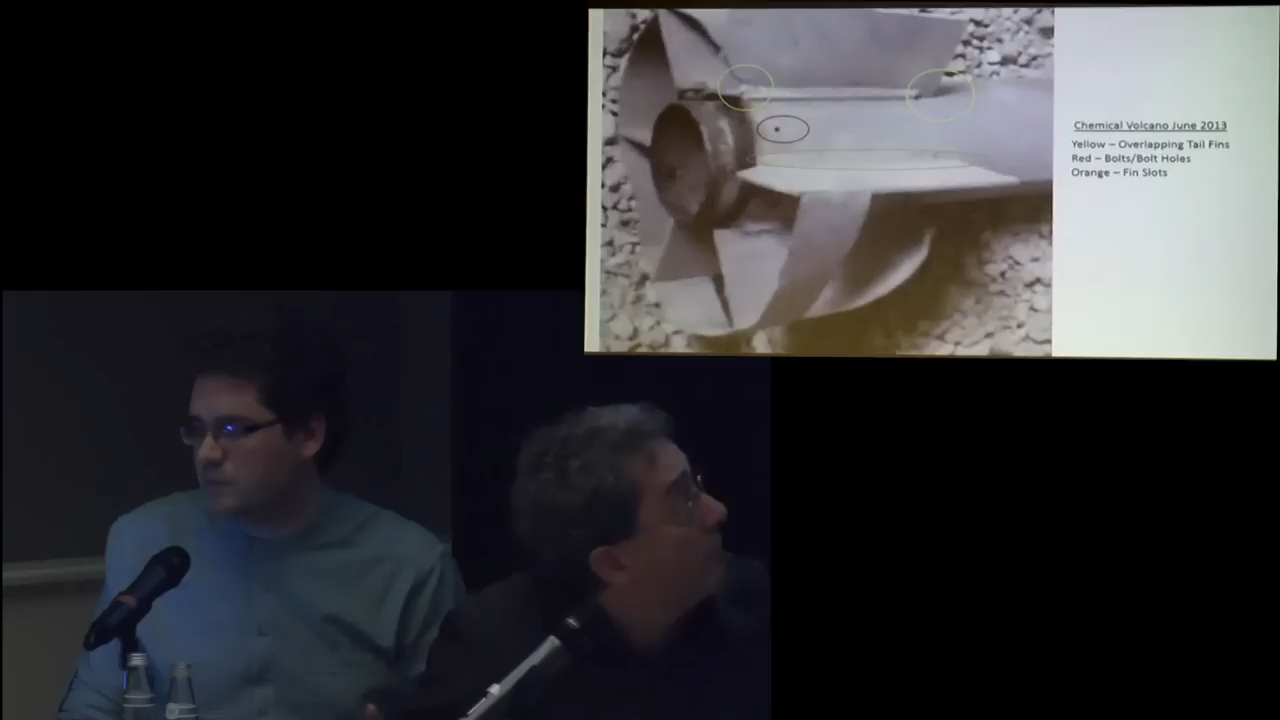 Chemical Volcano June 2013
Yellow – Overlapping Tail Fins
Red – Bolts/Bolt Holes
Orange – Fin Slots